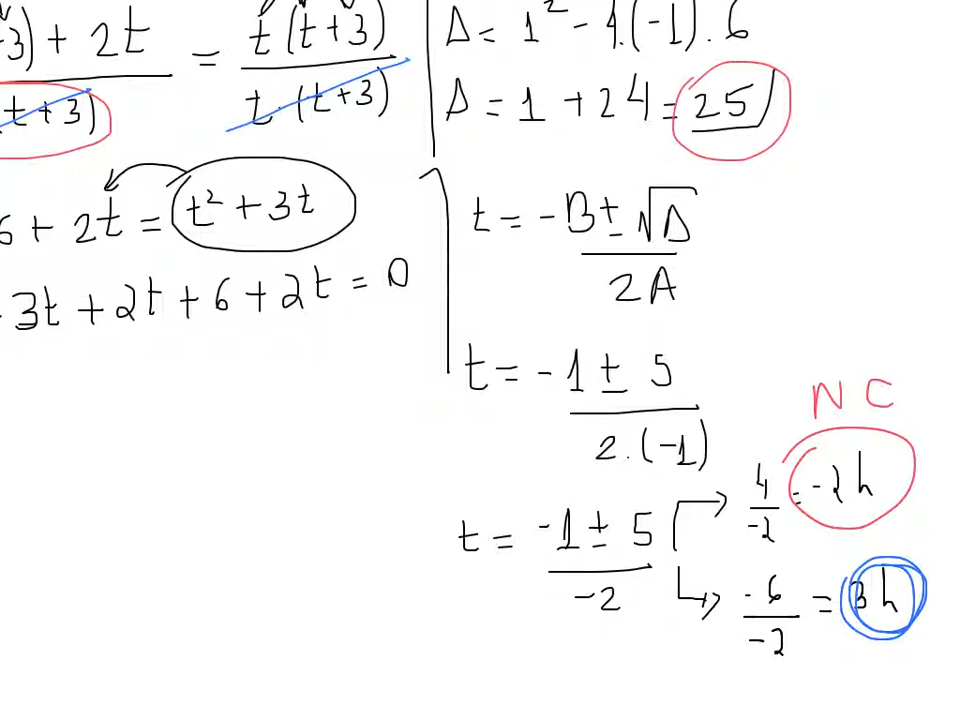 3) + 2t = t (t + 3)
(t + 3) t . (t + 3)
6 + 2t = t² + 3t
- 3t + 2t + 6 + 2t = 0
Δ = 1² - 4.(-1) . 6
Δ = 1 + 24 = 25
t = -B ± √Δ
2A
t = -1 ± 5
2 . (-1)
NC
t = -1 ± 5
-2
4
-2 = -2h
-6
-2 = 3h